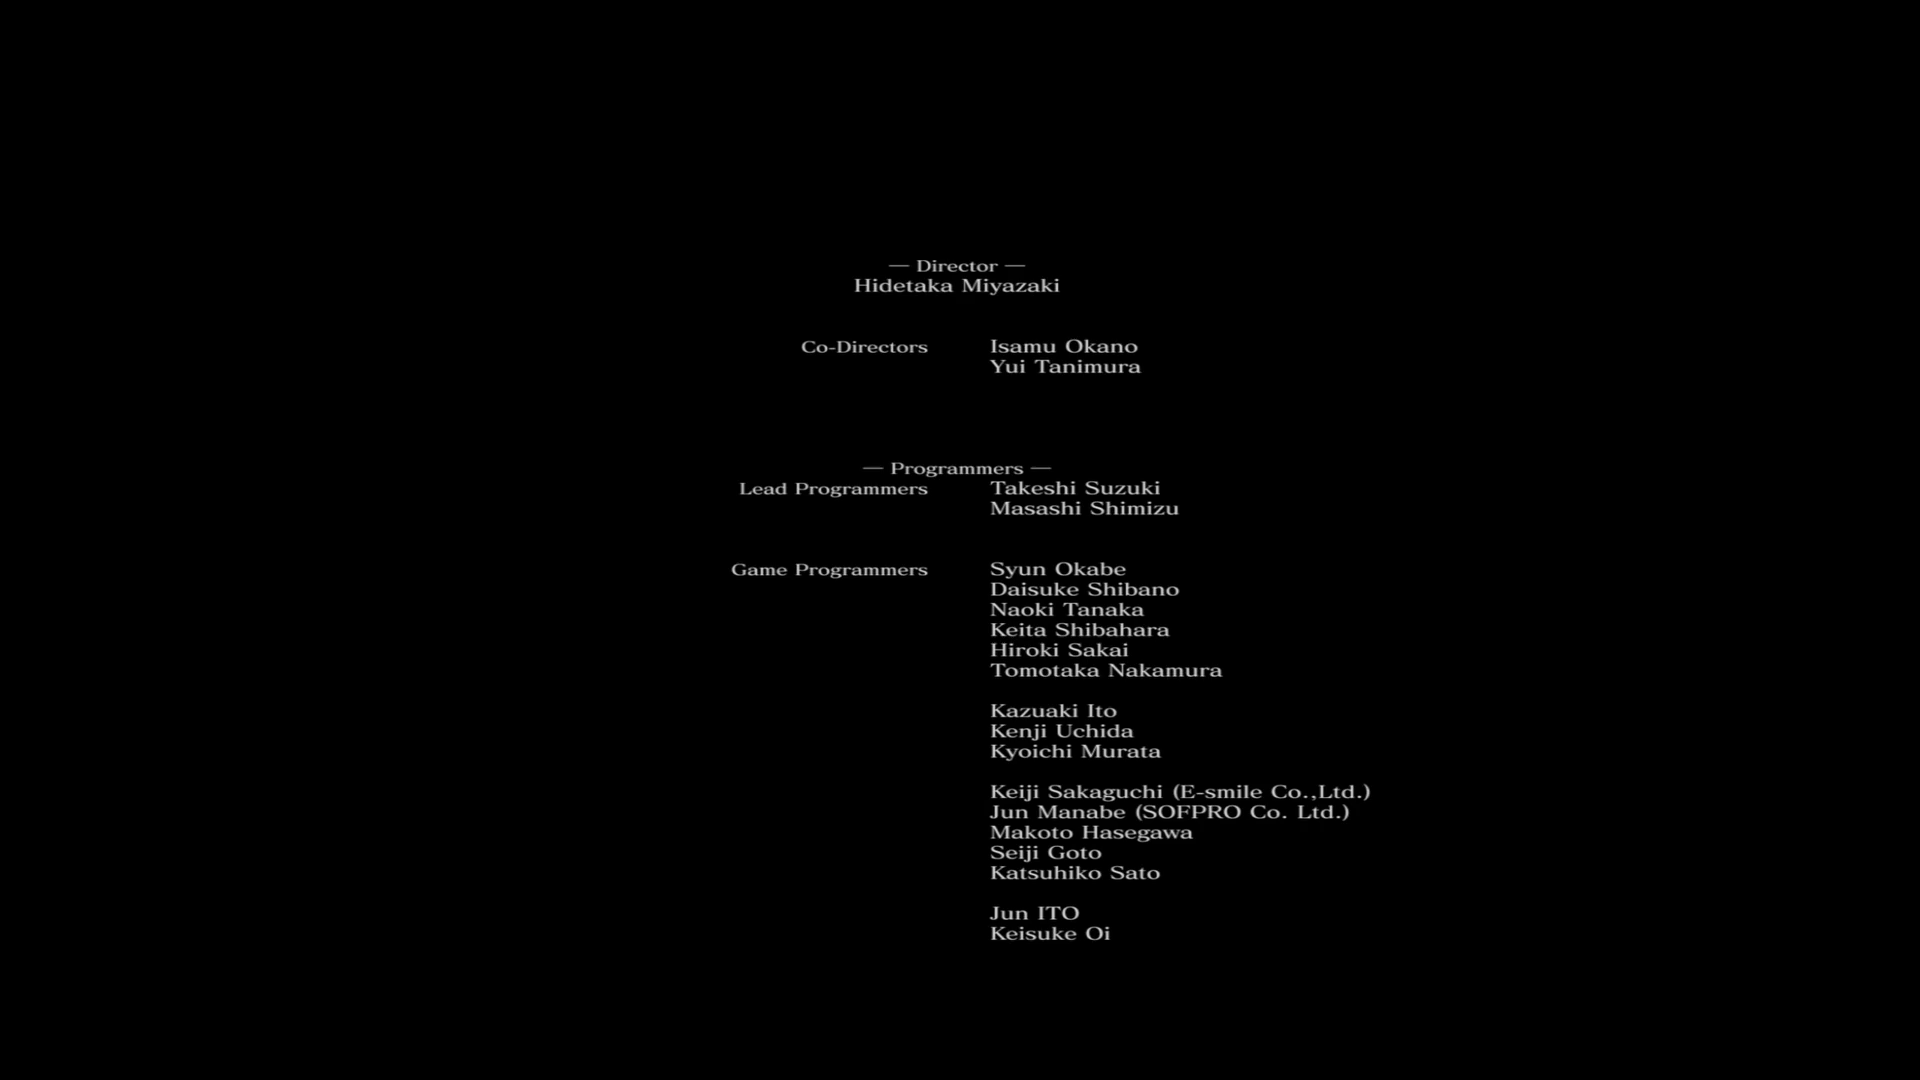 — Director —
Hidetaka Miyazaki
Co-Directors Isamu Okano
Yui Tanimura
— Programmers —
Lead Programmers Takeshi Suzuki
Masashi Shimizu
Game Programmers Syun Okabe
Daisuke Shibano
Naoki Tanaka
Keita Shibahara
Hiroki Sakai
Tomotaka Nakamura
Kazuaki Ito
Kenji Uchida
Kyoichi Murata
Keiji Sakaguchi (E-smile Co.,Ltd.)
Jun Manabe (SOFPRO Co. Ltd.)
Makoto Hasegawa
Seiji Goto
Katsuhiko Sato
Jun ITO
Keisuke Oi